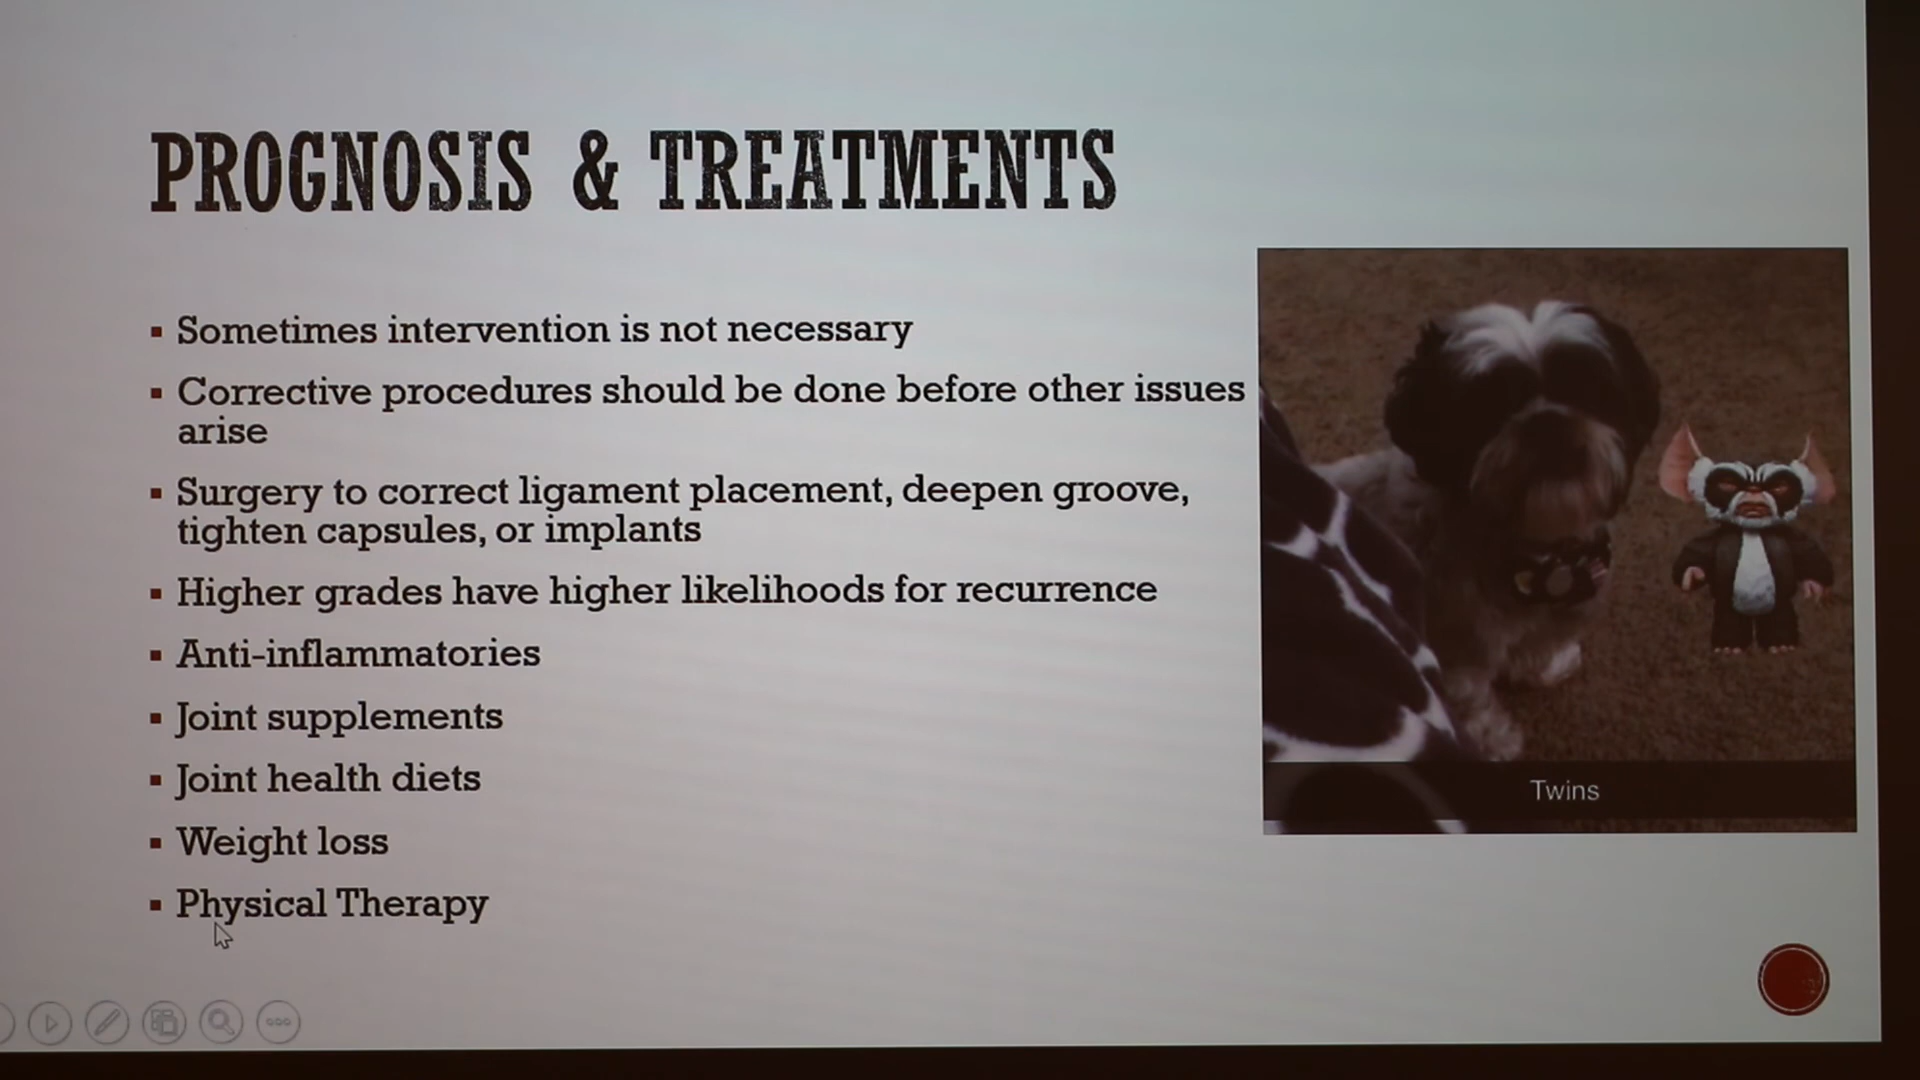 PROGNOSIS & TREATMENTS
▪ Sometimes intervention is not necessary
▪ Corrective procedures should be done before other issues
arise
▪ Surgery to correct ligament placement, deepen groove,
tighten capsules, or implants
▪ Higher grades have higher likelihoods for recurrence
▪ Anti-inflammatories
▪ Joint supplements
▪ Joint health diets
▪ Weight loss
▪ Physical Therapy
Twins